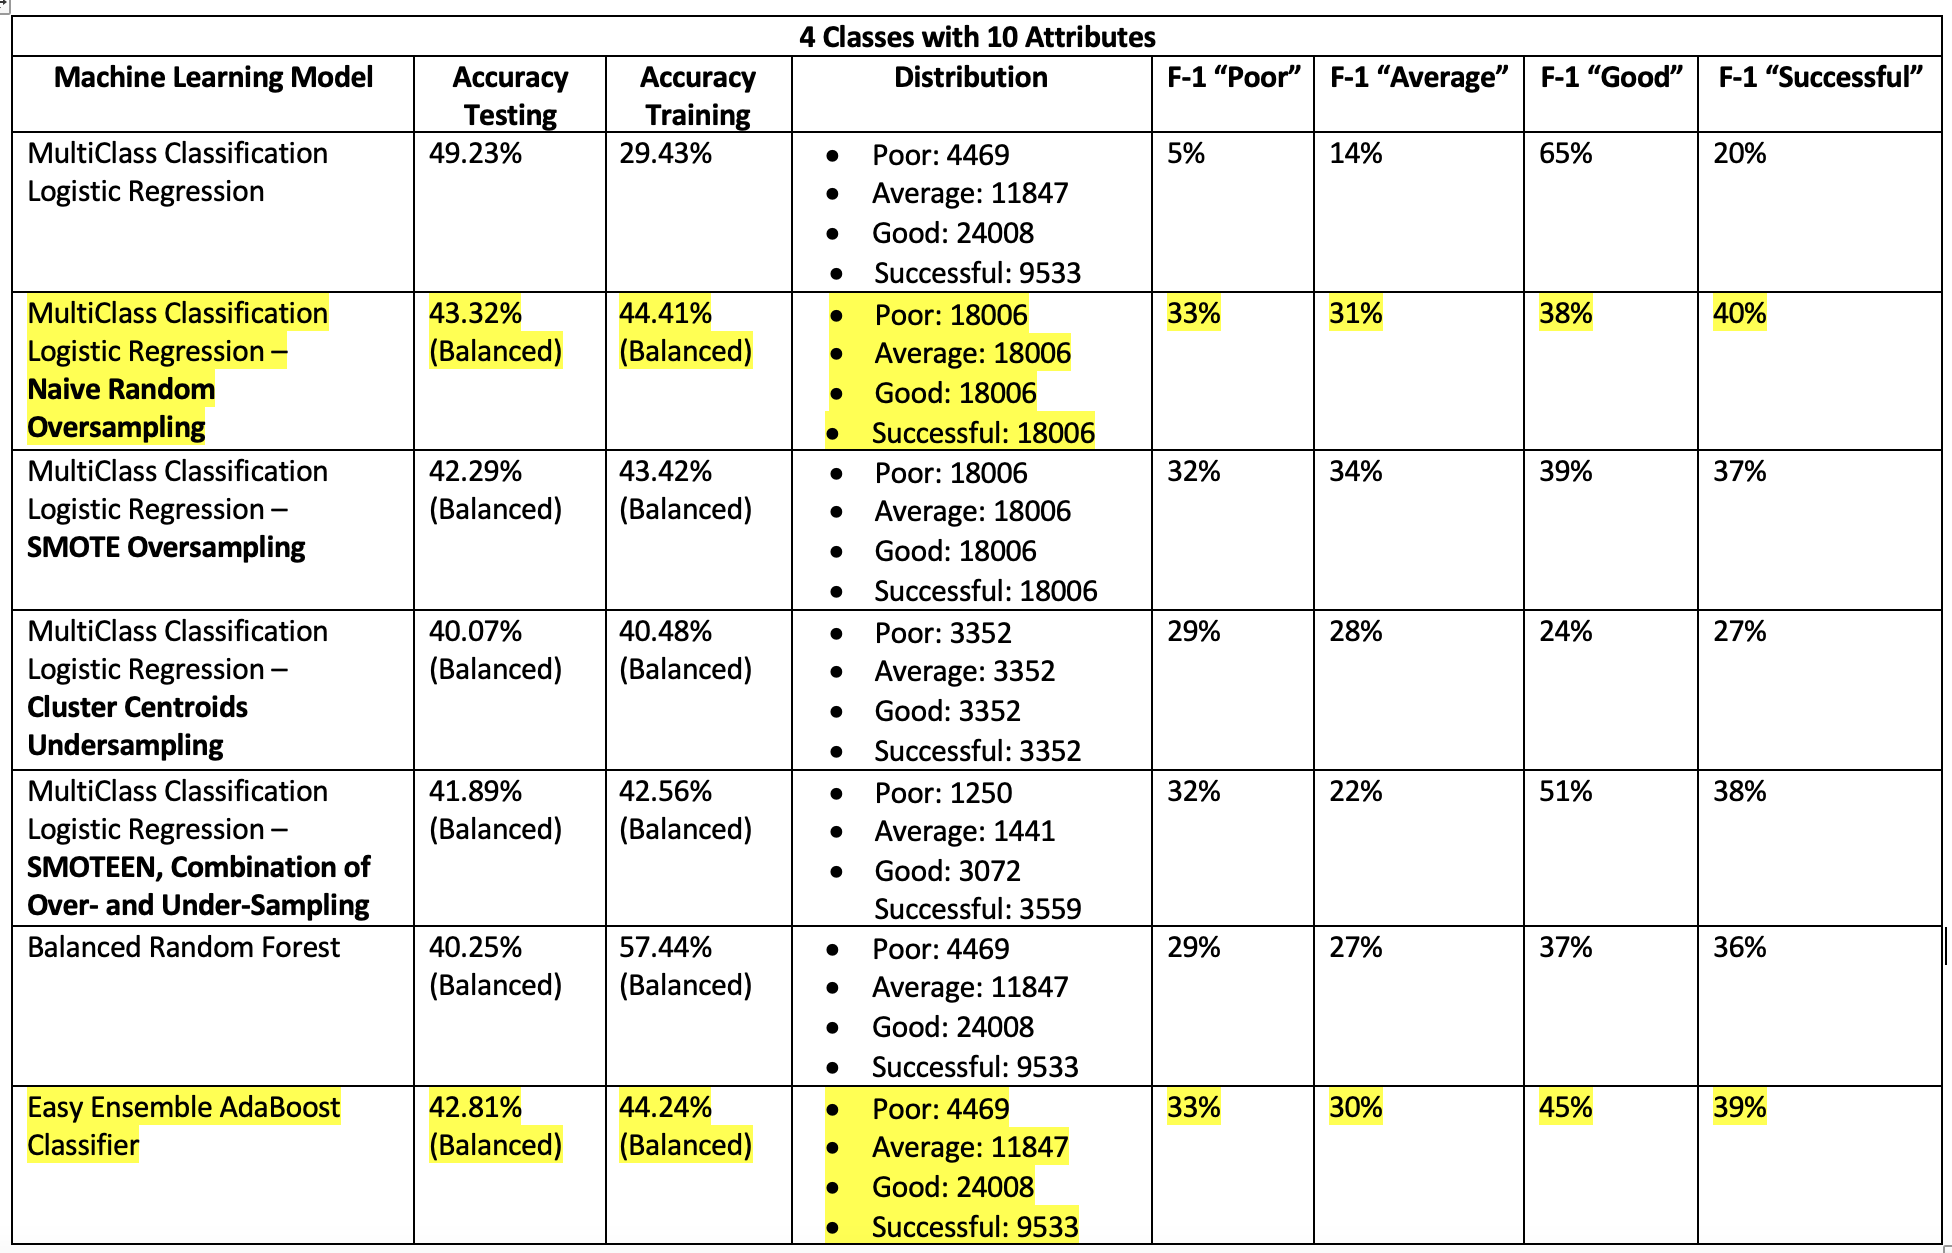 4 Classes with 10 Attributes
Machine Learning Model
Accuracy
Testing
Accuracy
Training
Distribution
F-1 “Poor”
F-1 “Average”
F-1 “Good”
F-1 “Successful”
MultiClass Classification
Logistic Regression
49.23%
29.43%
• Poor: 4469
• Average: 11847
• Good: 24008
• Successful: 9533
5%
14%
65%
20%
MultiClass Classification
Logistic Regression –
Naive Random
Oversampling
43.32%
(Balanced)
44.41%
(Balanced)
• Poor: 18006
• Average: 18006
• Good: 18006
• Successful: 18006
33%
31%
38%
40%
MultiClass Classification
Logistic Regression –
SMOTE Oversampling
42.29%
(Balanced)
43.42%
(Balanced)
• Poor: 18006
• Average: 18006
• Good: 18006
• Successful: 18006
32%
34%
39%
37%
MultiClass Classification
Logistic Regression –
Cluster Centroids
Undersampling
40.07%
(Balanced)
40.48%
(Balanced)
• Poor: 3352
• Average: 3352
• Good: 3352
• Successful: 3352
29%
28%
24%
27%
MultiClass Classification
Logistic Regression –
SMOTEEN, Combination of
Over- and Under-Sampling
41.89%
(Balanced)
42.56%
(Balanced)
• Poor: 1250
• Average: 1441
• Good: 3072
Successful: 3559
32%
22%
51%
38%
Balanced Random Forest
40.25%
(Balanced)
57.44%
(Balanced)
• Poor: 4469
• Average: 11847
• Good: 24008
• Successful: 9533
29%
27%
37%
36%
Easy Ensemble AdaBoost
Classifier
42.81%
(Balanced)
44.24%
(Balanced)
• Poor: 4469
• Average: 11847
• Good: 24008
• Successful: 9533
33%
30%
45%
39%